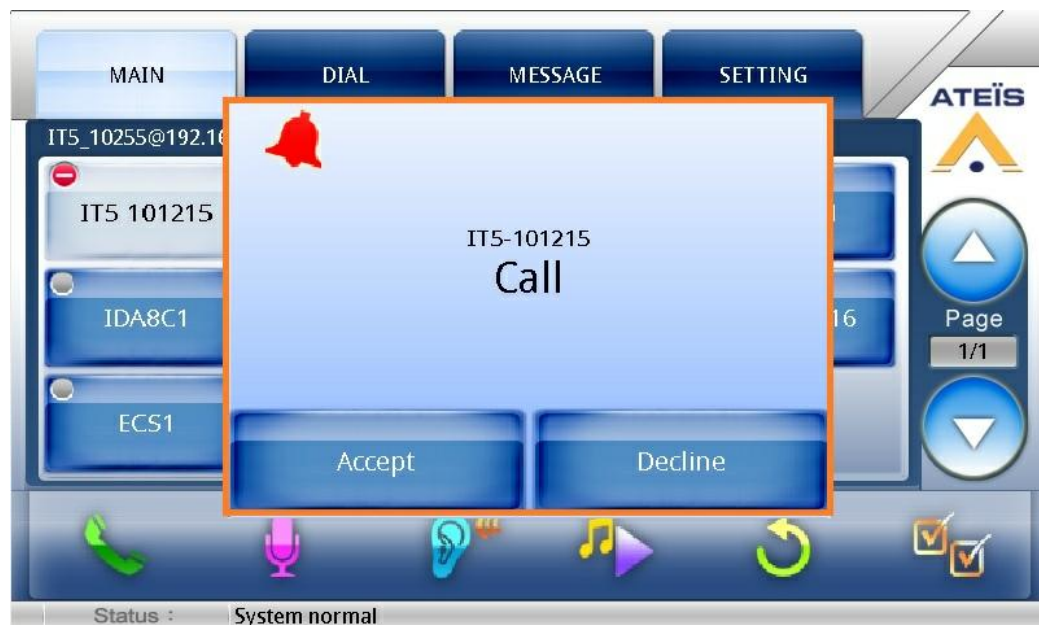 MAIN
DIAL
MESSAGE
SETTING
ATEÏS
IT5_10255@192.16
IT5 101215
IT5-101215
Call
IDA8C1
16
Page
1/1
ECS1
Accept
Decline
Status :
System normal